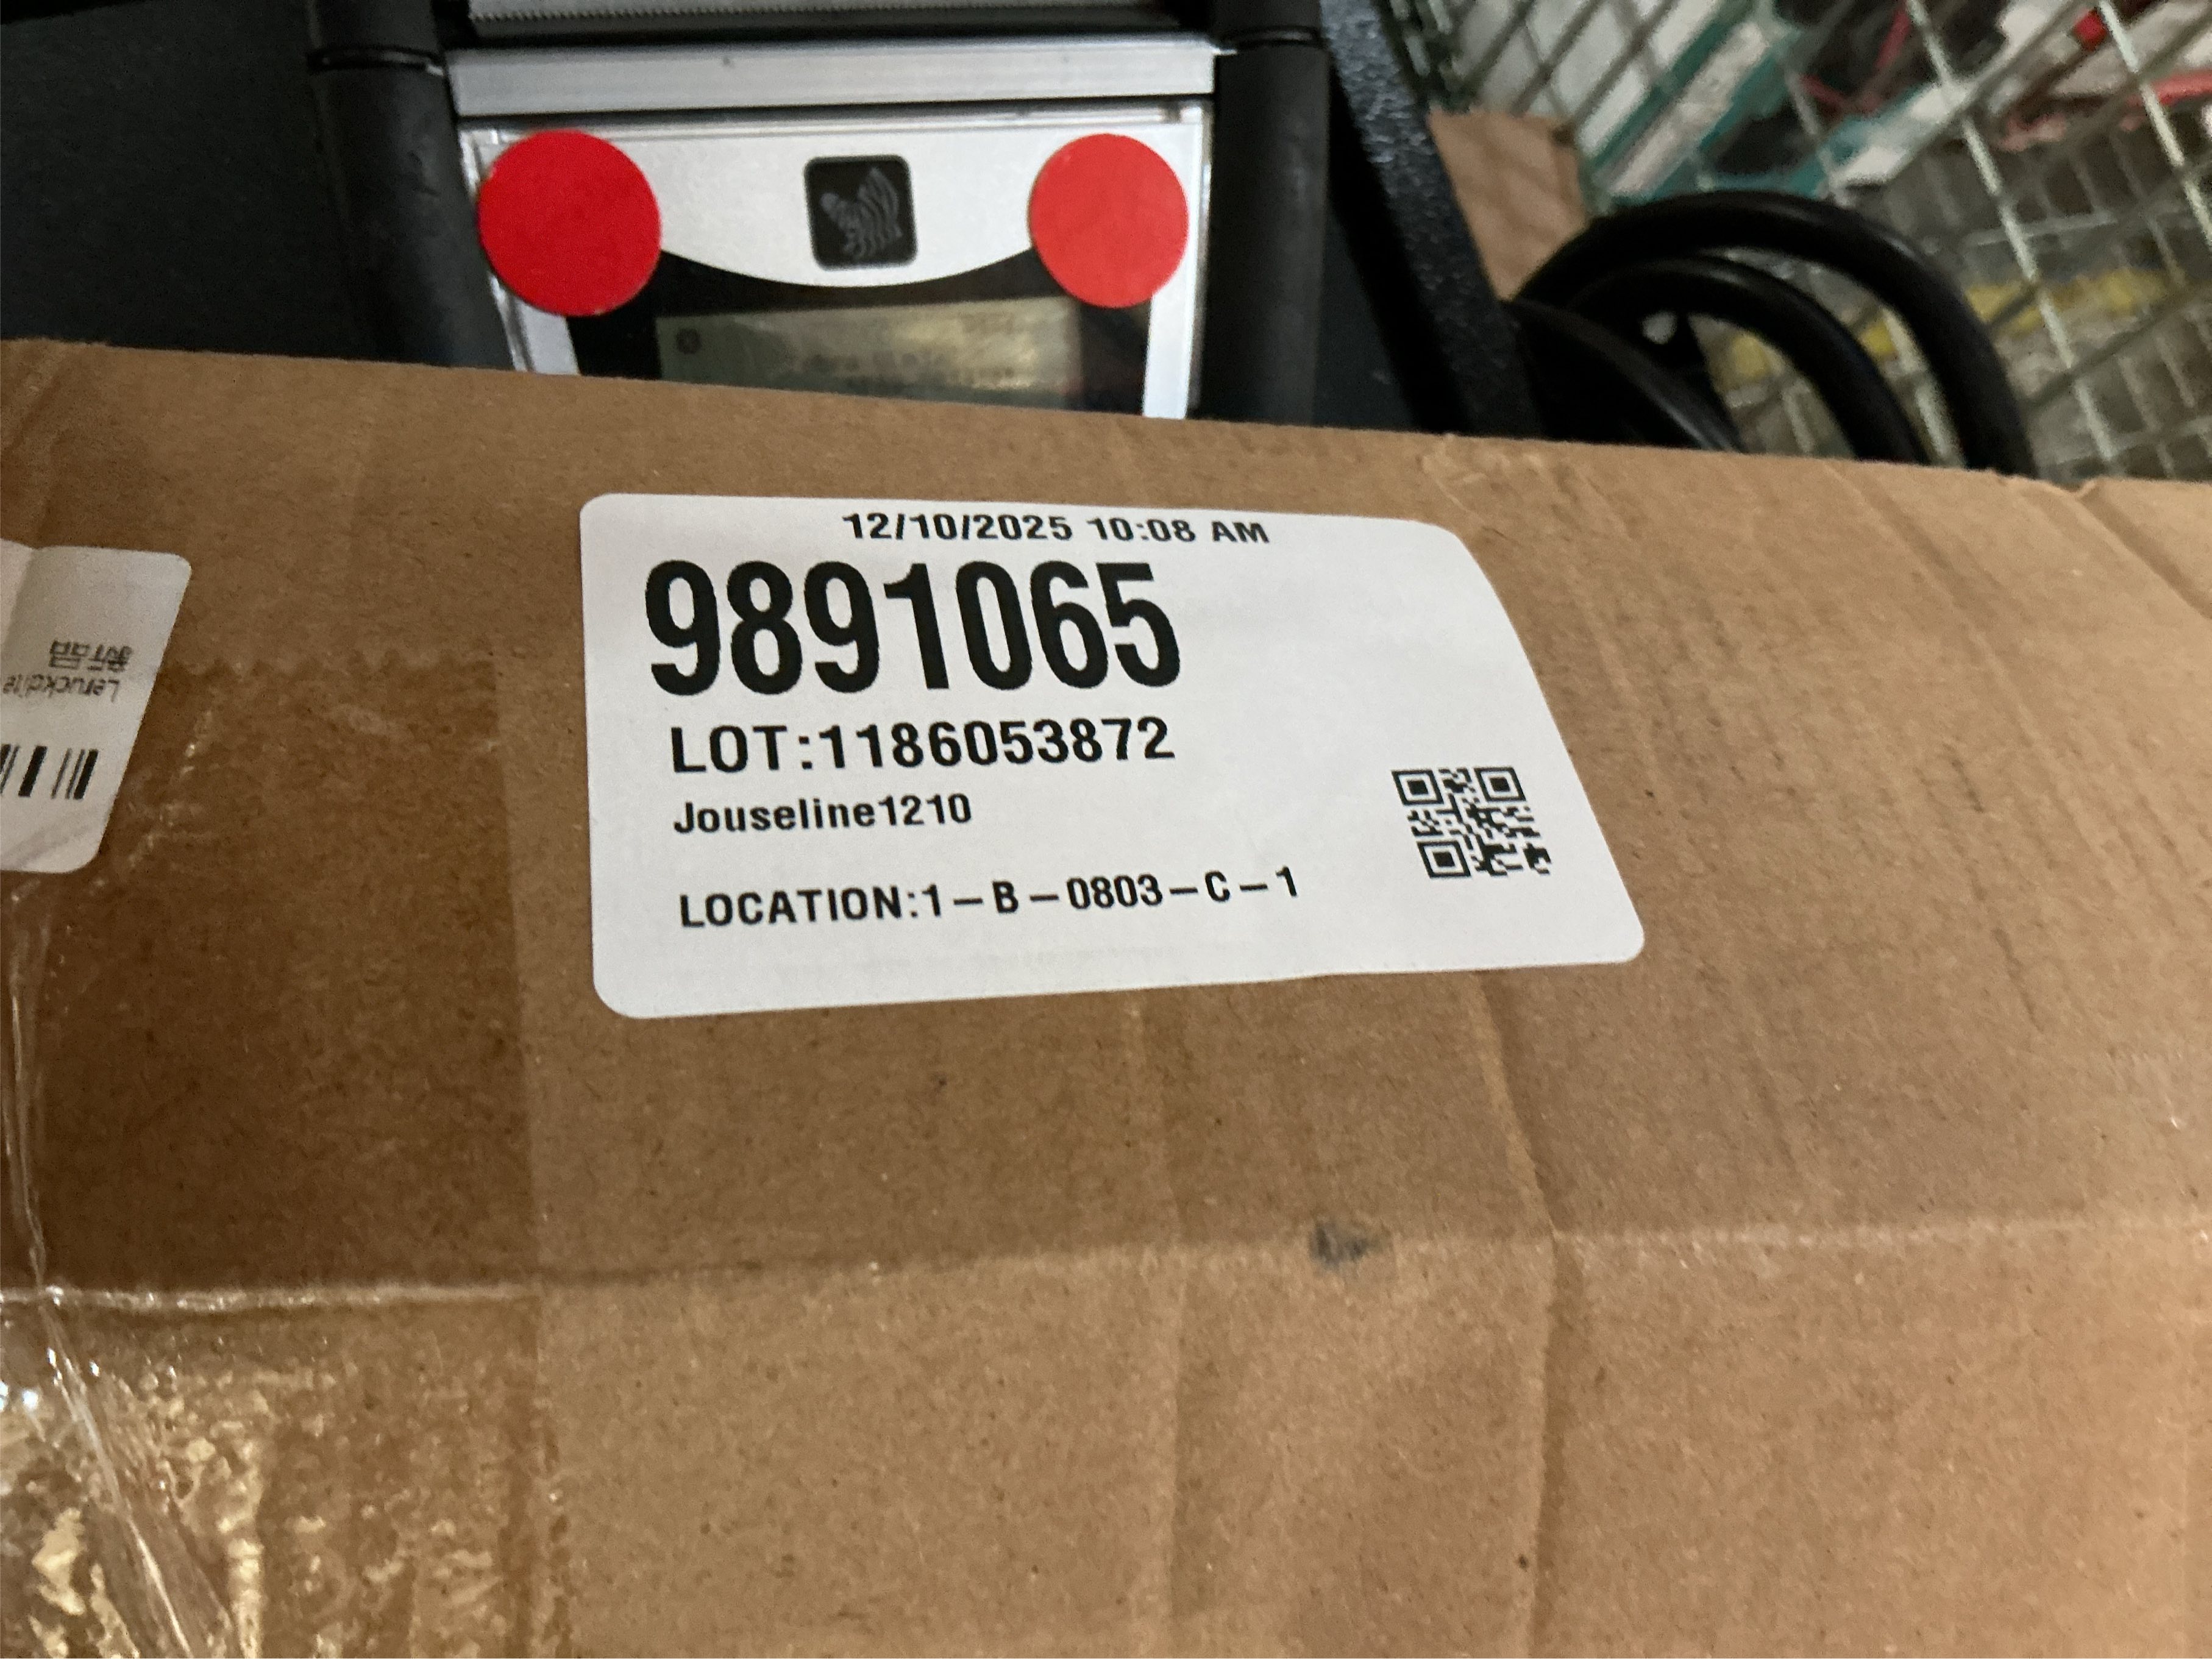 12/10/2025 10:08 AM
9891065
LOT:1186053872
Jouseline1210
LOCATION:1-B-0803-C-1
新品